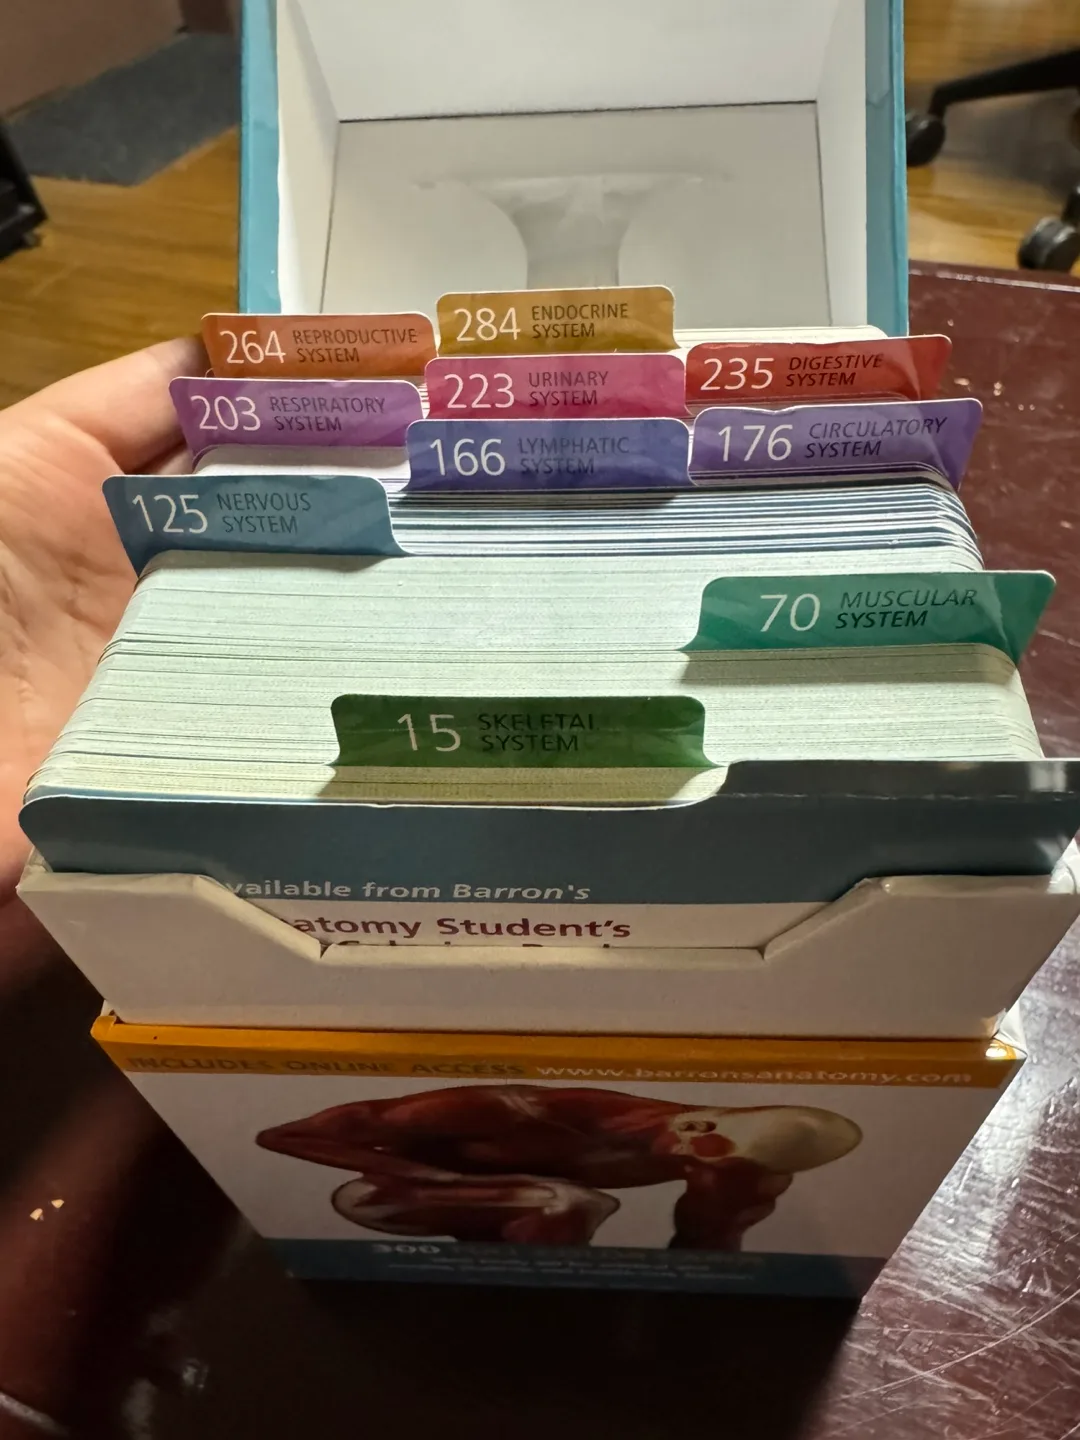 284 ENDOCRINE
SYSTEM
264 REPRODUCTIVE
SYSTEM
235 DIGESTIVE
SYSTEM
223 URINARY
SYSTEM
203 RESPIRATORY
SYSTEM
176 CIRCULATORY
SYSTEM
166 LYMPHATIC
SYSTEM
125 NERVOUS
SYSTEM
70 MUSCULAR
SYSTEM
15 SKELETAL
SYSTEM
vailable from Barron's
atomy Student's
INCLUDES ONLINE ACCESS www.barronsanatomy.com
300